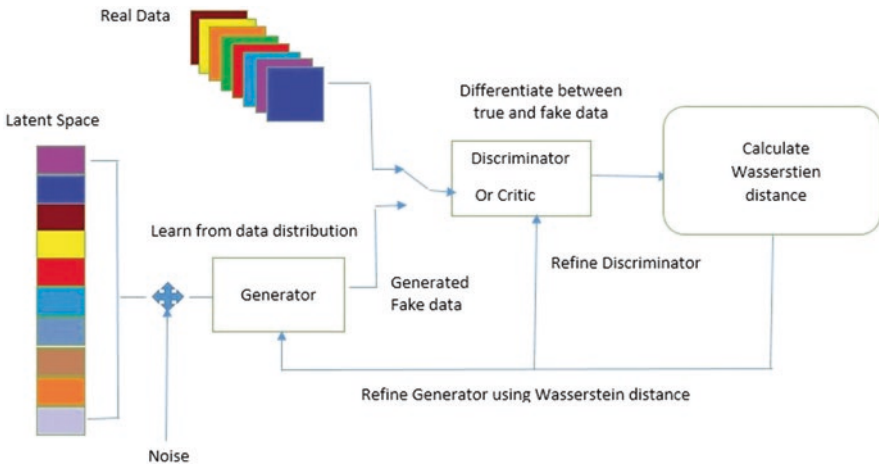 Real Data
Latent Space
Differentiate between
true and fake data
Discriminator
Or Critic
Calculate
Wasserstien
distance
Learn from data distribution
Generator
Generated
Fake data
Refine Discriminator
Refine Generator using Wasserstein distance
Noise